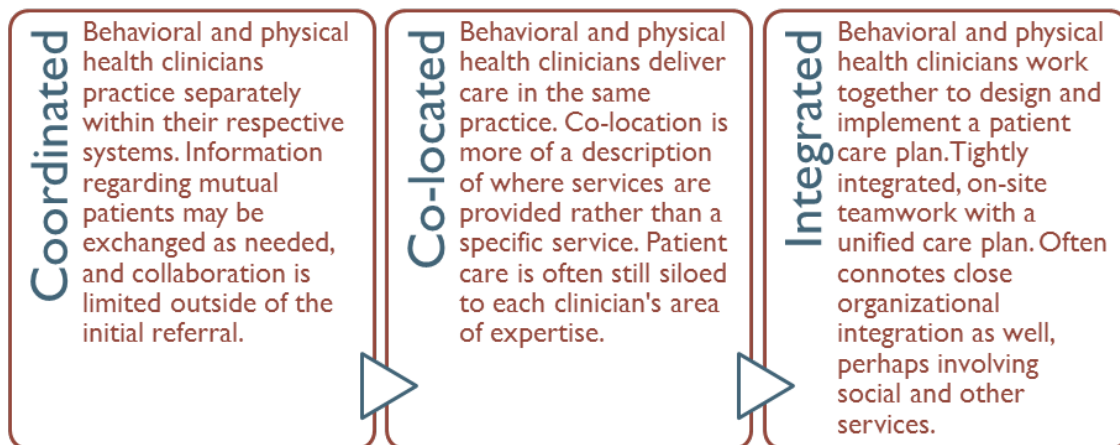 Coordinated
Behavioral and physical
health clinicians
practice separately
within their respective
systems. Information
regarding mutual
patients may be
exchanged as needed,
and collaboration is
limited outside of the
initial referral.
Co-located
Behavioral and physical
health clinicians deliver
care in the same
practice. Co-location is
more of a description
of where services are
provided rather than a
specific service. Patient
care is often still siloed
to each clinician's area
of expertise.
Integrated
Behavioral and physical
health clinicians work
together to design and
implement a patient
care plan. Tightly
integrated, on-site
teamwork with a
unified care plan. Often
connotes close
organizational
integration as well,
perhaps involving
social and other
services.